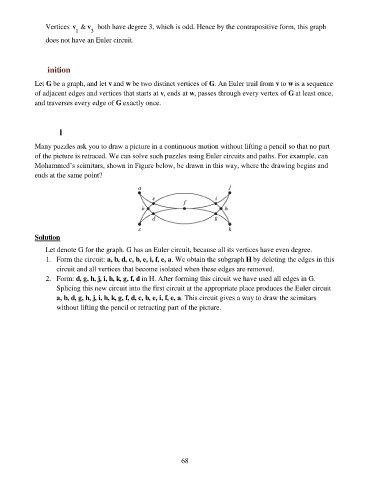 Vertices v1 & v3 both have degree 3, which is odd. Hence by the contrapositive form, this graph
does not have an Euler circuit.
inition
Let G be a graph, and let v and w be two distinct vertices of G. An Euler trail from v to w is a sequence
of adjacent edges and vertices that starts at v, ends at w, passes through every vertex of G at least once,
and traverses every edge of G exactly once.
l
Many puzzles ask you to draw a picture in a continuous motion without lifting a pencil so that no part
of the picture is retraced. We can solve such puzzles using Euler circuits and paths. For example, can
Mohammed's scimitars, shown in Figure below, be drawn in this way, where the drawing begins and
ends at the same point?
a j
e i
b f h
d g
c k
Solution
Let denote G for the graph. G has an Euler circuit, because all its vertices have even degree.
1. Form the circuit: a, b, d, c, b, e, i, f, e, a. We obtain the subgraph H by deleting the edges in this
circuit and all vertices that become isolated when these edges are removed.
2. Form: d, g, h, j, i, h, k, g, f, d in H. After forming this circuit we have used all edges in G.
Splicing this new circuit into the first circuit at the appropriate place produces the Euler circuit
a, b, d, g, h, j, i, h, k, g, f, d, c, b, e, i, f, e, a. This circuit gives a way to draw the scimitars
without lifting the pencil or retracting part of the picture.
68